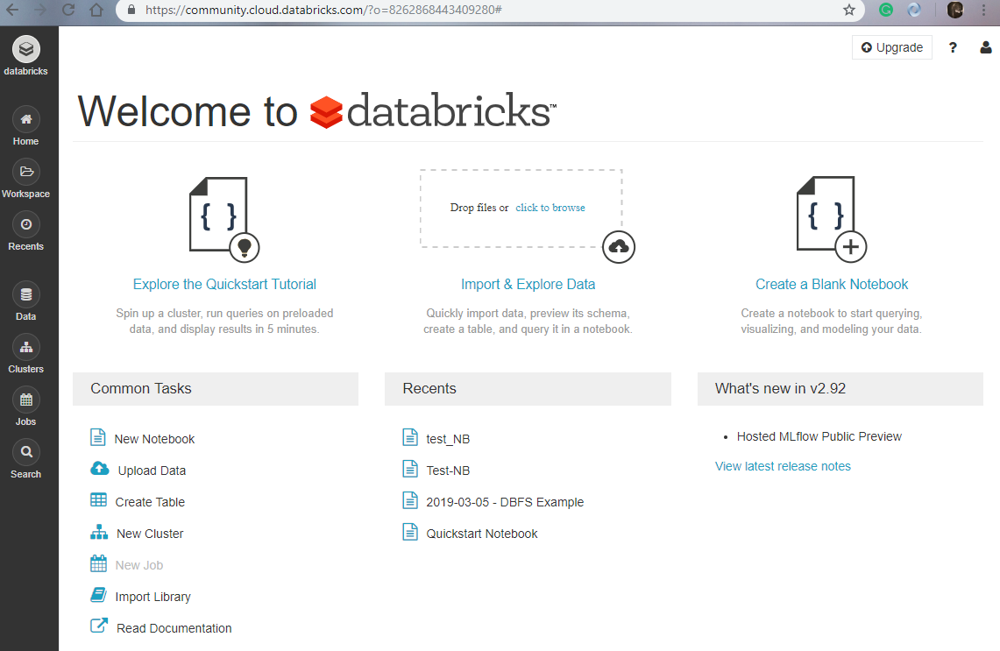 https://community.cloud.databricks.com/?o=8262868443409280#
databricks
Upgrade
?
Welcome to databricks™
Home
Workspace
Recents
Data
Clusters
Jobs
Search
{ }
Explore the Quickstart Tutorial
Spin up a cluster, run queries on preloaded
data, and display results in 5 minutes.
Drop files or click to browse
Import & Explore Data
Quickly import data, preview its schema,
create a table, and query it in a notebook.
{ }
Create a Blank Notebook
Create a notebook to start querying,
visualizing, and modeling your data.
Common Tasks
New Notebook
Upload Data
Create Table
New Cluster
New Job
Import Library
Read Documentation
Recents
test_NB
Test-NB
2019-03-05 - DBFS Example
Quickstart Notebook
What's new in v2.92
• Hosted MLflow Public Preview
View latest release notes